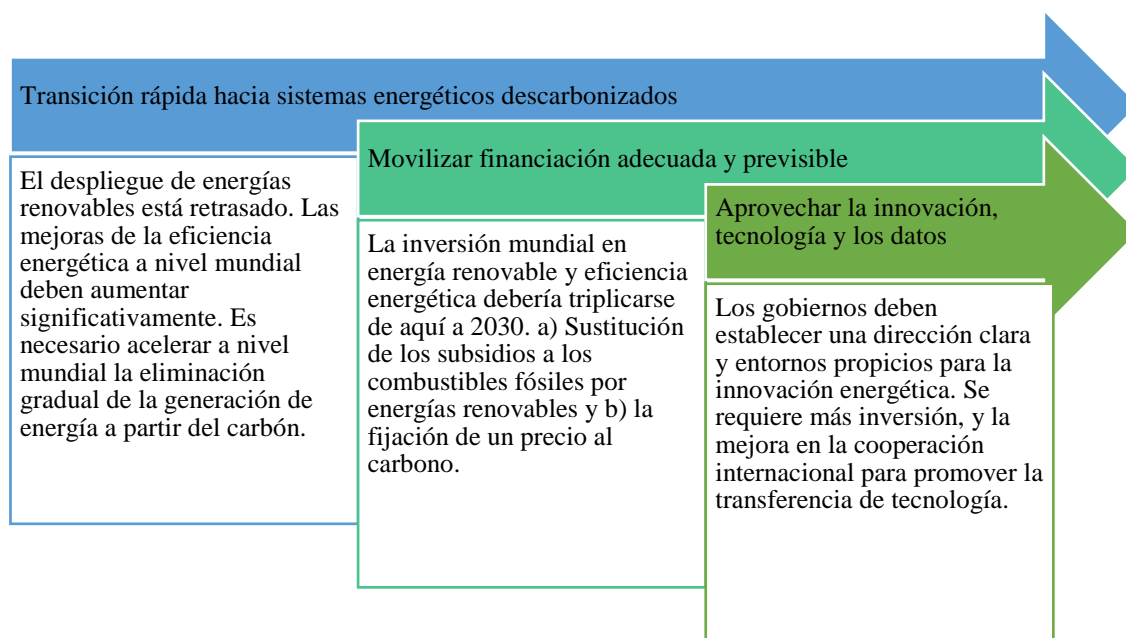 Transición rápida hacia sistemas energéticos descarbonizados
El despliegue de energías
renovables está retrasado. Las
mejoras de la eficiencia
energética a nivel mundial
deben aumentar
significativamente. Es
necesario acelerar a nivel
mundial la eliminación
gradual de la generación de
energía a partir del carbón.
Movilizar financiación adecuada y previsible
La inversión mundial en
energía renovable y eficiencia
energética debería triplicarse
de aquí a 2030. a) Sustitución
de los subsidios a los
combustibles fósiles por
energías renovables y b) la
fijación de un precio al
carbono.
Aprovechar la innovación,
tecnología y los datos
Los gobiernos deben
establecer una dirección clara
y entornos propicios para la
innovación energética. Se
requiere más inversión, y la
mejora en la cooperación
internacional para promover la
transferencia de tecnología.